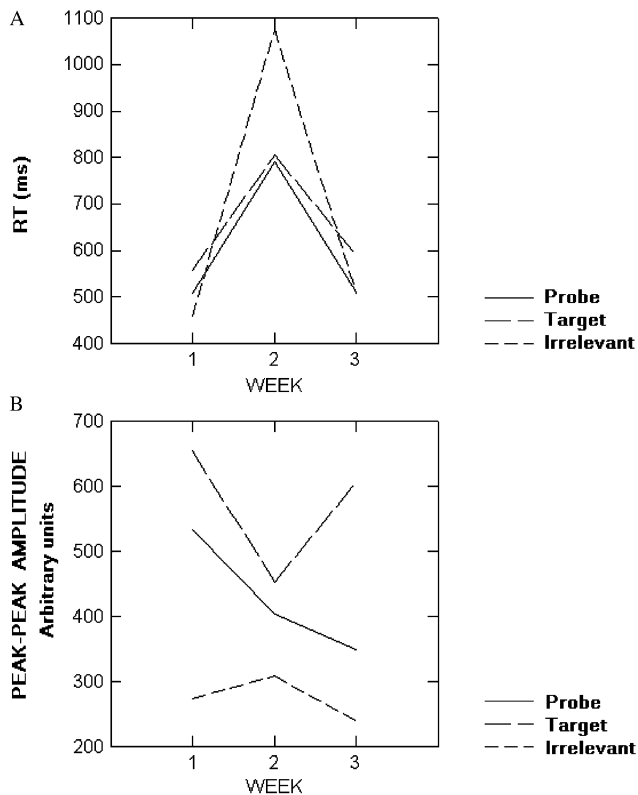 A
1100
1000
900
800
700
600
500
400
RT (ms)
1 2 3
WEEK
Probe
Target
Irrelevant
B
700
600
500
400
300
200
PEAK-PEAK AMPLITUDE
Arbitrary units
1 2 3
WEEK
Probe
Target
Irrelevant